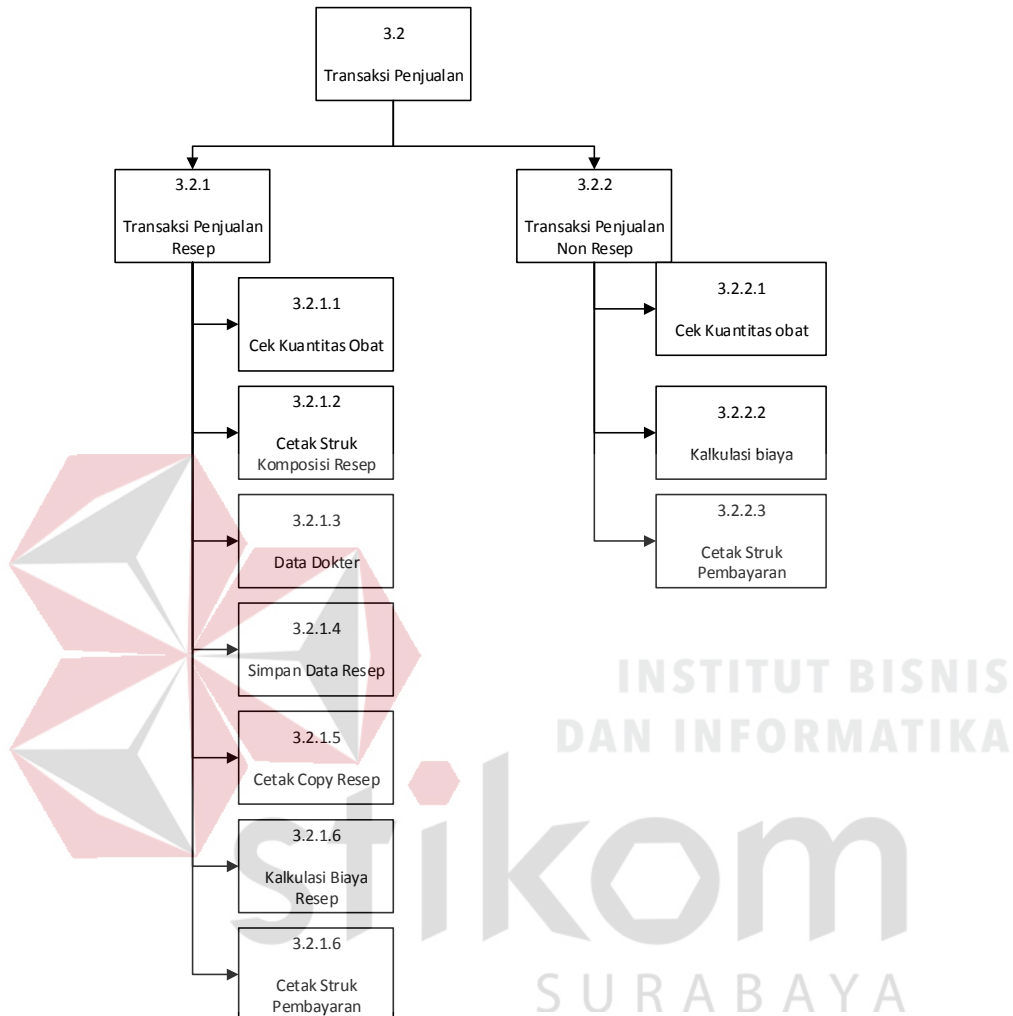 3.2
Transaksi Penjualan
3.2.1
Transaksi Penjualan
Resep
3.2.1.1
Cek Kuantitas Obat
3.2.1.2
Cetak Struk
Komposisi Resep
3.2.1.3
Data Dokter
3.2.1.4
Simpan Data Resep
3.2.1.5
Cetak Copy Resep
3.2.1.6
Kalkulasi Biaya
Resep
3.2.1.6
Cetak Struk
Pembayaran
3.2.2
Transaksi Penjualan
Non Resep
3.2.2.1
Cek Kuantitas obat
3.2.2.2
Kalkulasi biaya
3.2.2.3
Cetak Struk
Pembayaran
INSTITUT BISNIS
DAN INFORMATIKA
stikom
SURABAYA